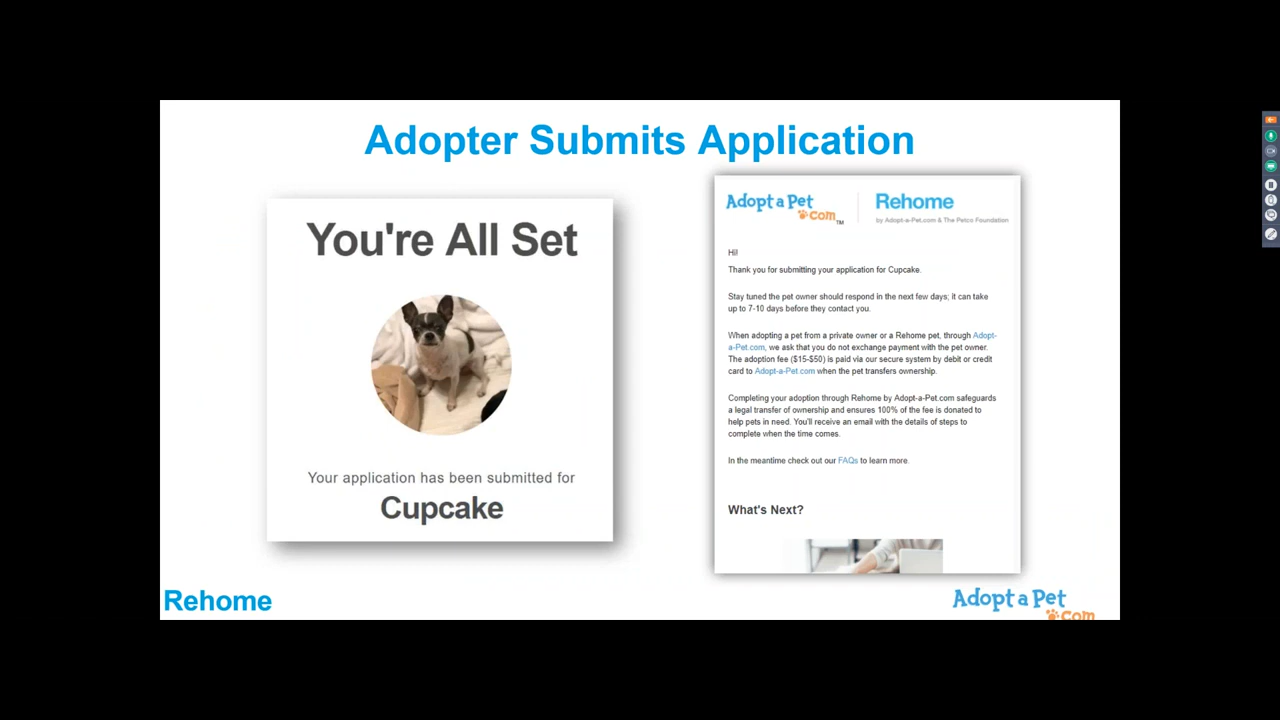 Adopter Submits Application
You're All Set
Your application has been submitted for
Cupcake
Adopt a Pet
.com™
Rehome
by Adopt-a-Pet.com & The Petco Foundation
Hi!
Thank you for submitting your application for Cupcake.
Stay tuned the pet owner should respond in the next few days; it can take
up to 7-10 days before they contact you.
When adopting a pet from a private owner or a Rehome pet, through Adopt-
a-Pet.com, we ask that you do not exchange payment with the pet owner.
The adoption fee ($15-$50) is paid via our secure system by debit or credit
card to Adopt-a-Pet.com when the pet transfers ownership.
Completing your adoption through Rehome by Adopt-a-Pet.com safeguards
a legal transfer of ownership and ensures 100% of the fee is donated to
help pets in need. You'll receive an email with the details of steps to
complete when the time comes.
In the meantime check out our FAQs to learn more.
What's Next?
Rehome
Adopt a Pet
.com